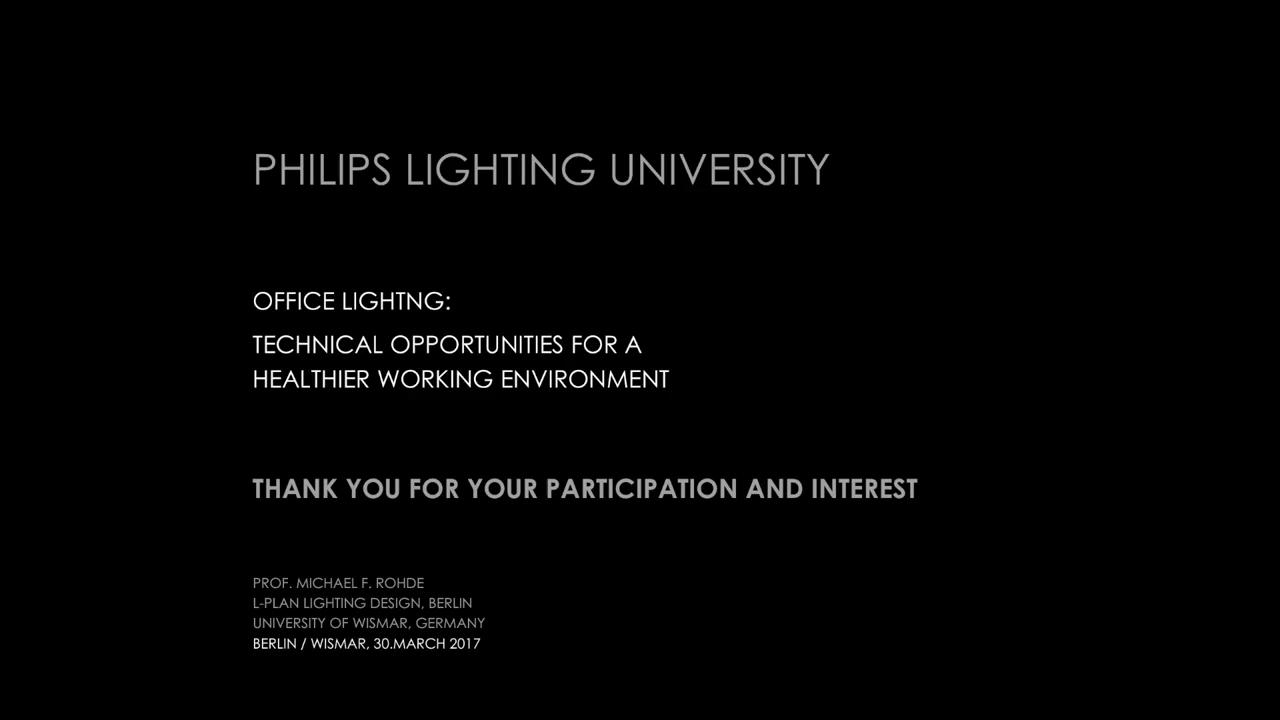 PHILIPS LIGHTING UNIVERSITY
OFFICE LIGHTNG:
TECHNICAL OPPORTUNITIES FOR A
HEALTHIER WORKING ENVIRONMENT
THANK YOU FOR YOUR PARTICIPATION AND INTEREST
PROF. MICHAEL F. ROHDE
L-PLAN LIGHTING DESIGN, BERLIN
UNIVERSITY OF WISMAR, GERMANY
BERLIN / WISMAR, 30.MARCH 2017